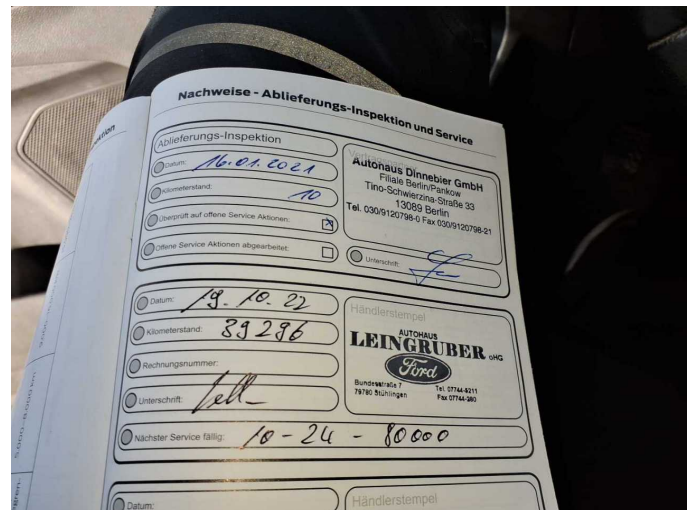 Nachweise - Ablieferungs-Inspektion und Service
Ablieferungs-Inspektion
Datum: 16.01.2021
Kilometerstand: 10
Überprüft auf offene Service Aktionen:
Offene Service Aktionen abgearbeitet:
Autohaus Dinnebier GmbH
Filiale Berlin/Pankow
Tino-Schwierzina-Straße 33
13089 Berlin
Tel. 030/9120798-0 Fax 030/9120798-21
Unterschrift:
Datum: 19.10.22
Kilometerstand: 39296
Rechnungsnummer:
Unterschrift:
Nächster Service fällig: 10-24 - 80000
Händlerstempel
AUTOHAUS
LEINGRUBER OHG
Ford
Bundesstraße 7
79780 Stühlingen
Tel. 07744-5211
Fax 07744-280
Datum:
Händlerstempel